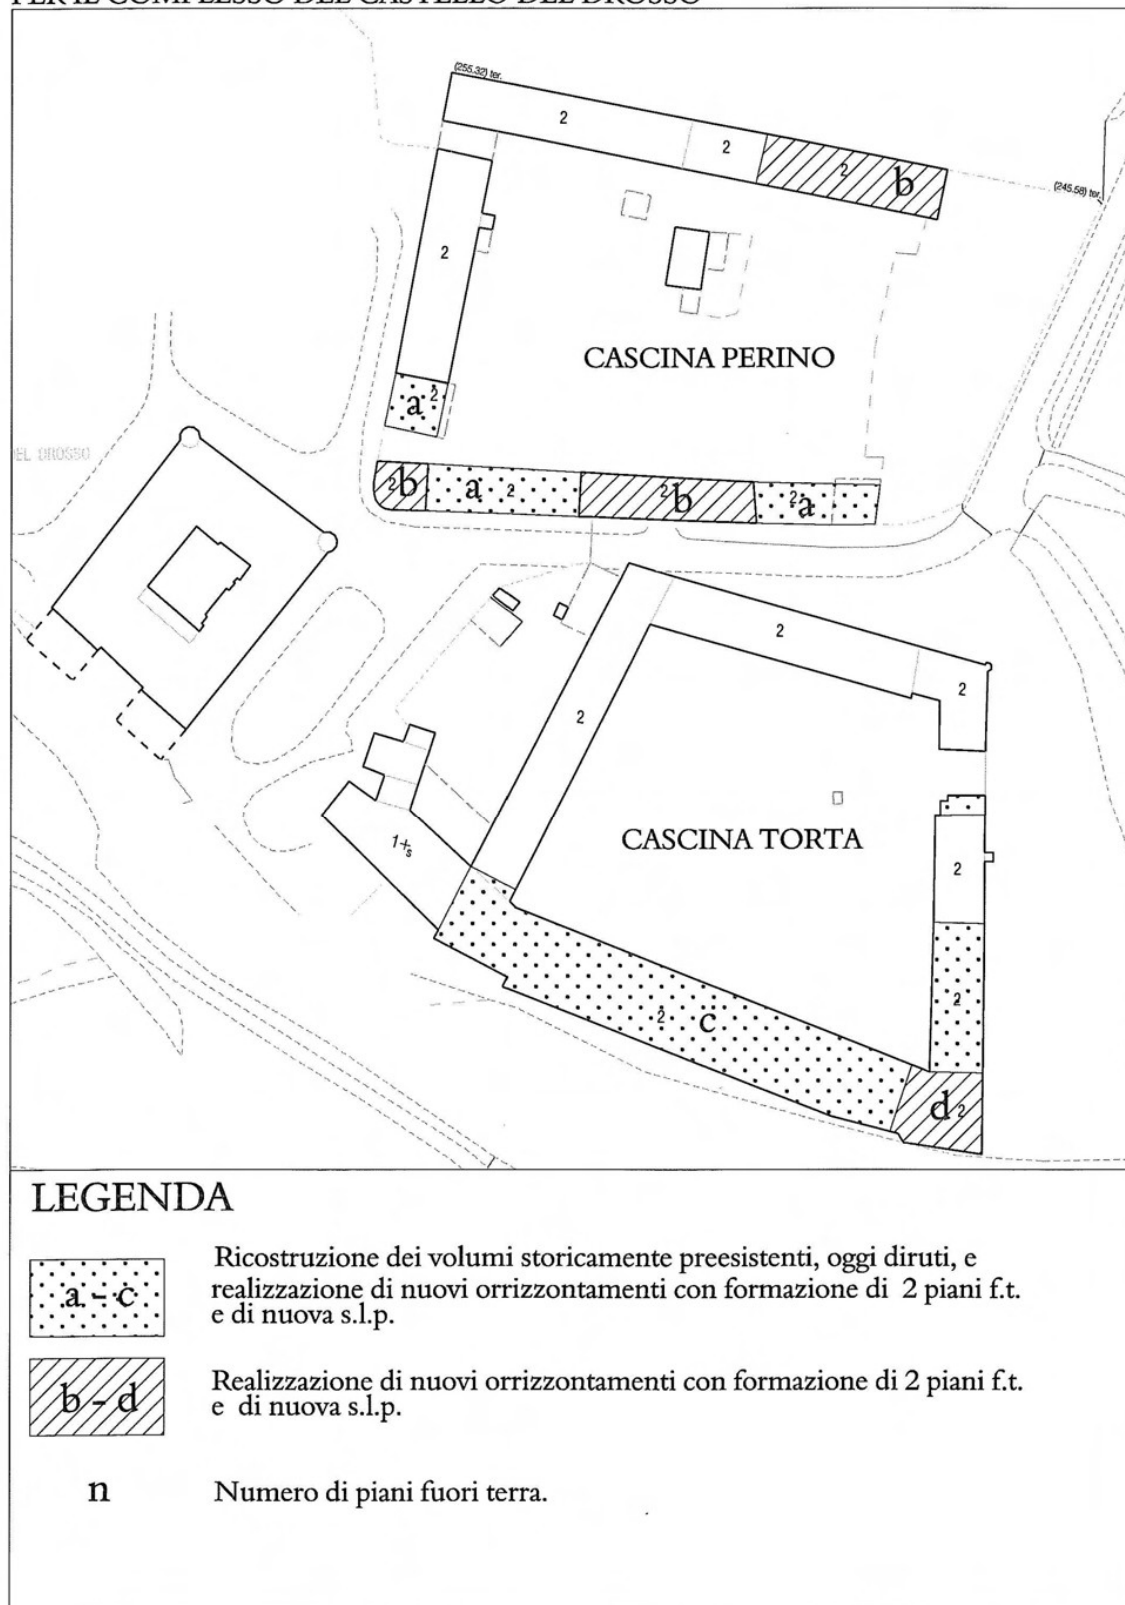 PER IL COMPLESSO DEL CASTELLO DEL DROSSO
(255.32) ter.
2
2
2
b
(245.58) ter.
2
CASCINA PERINO
2
a
EL DROSSO
2
b
a
2
2
b
2
a
2
2
2
CASCINA TORTA
1+s
2
2
2
c
d
2
LEGENDA
a - c
Ricostruzione dei volumi storicamente preesistenti, oggi diruti, e
realizzazione di nuovi orrizzontamenti con formazione di 2 piani f.t.
e di nuova s.l.p.
b - d
Realizzazione di nuovi orrizzontamenti con formazione di 2 piani f.t.
e di nuova s.l.p.
n
Numero di piani fuori terra.